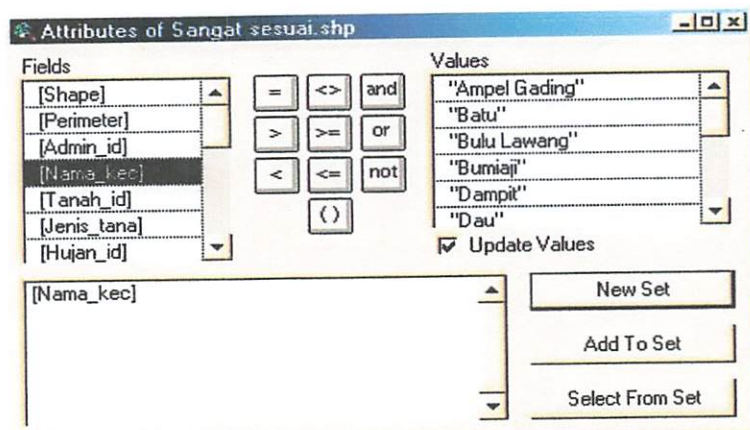 Attributes of Sangat sesuai.shp
Fields
[Shape]
[Perimeter]
[Admin_id]
[Nama_kec]
[Tanah_id]
[Jenis_tana]
[Hujan_id]
= <> and
> >= or
< <= not
()
Values
"Ampel Gading"
"Batu"
"Bulu Lawang"
"Bumiaji"
"Dampit"
"Dau"
Update Values
[Nama_kec]
New Set
Add To Set
Select From Set